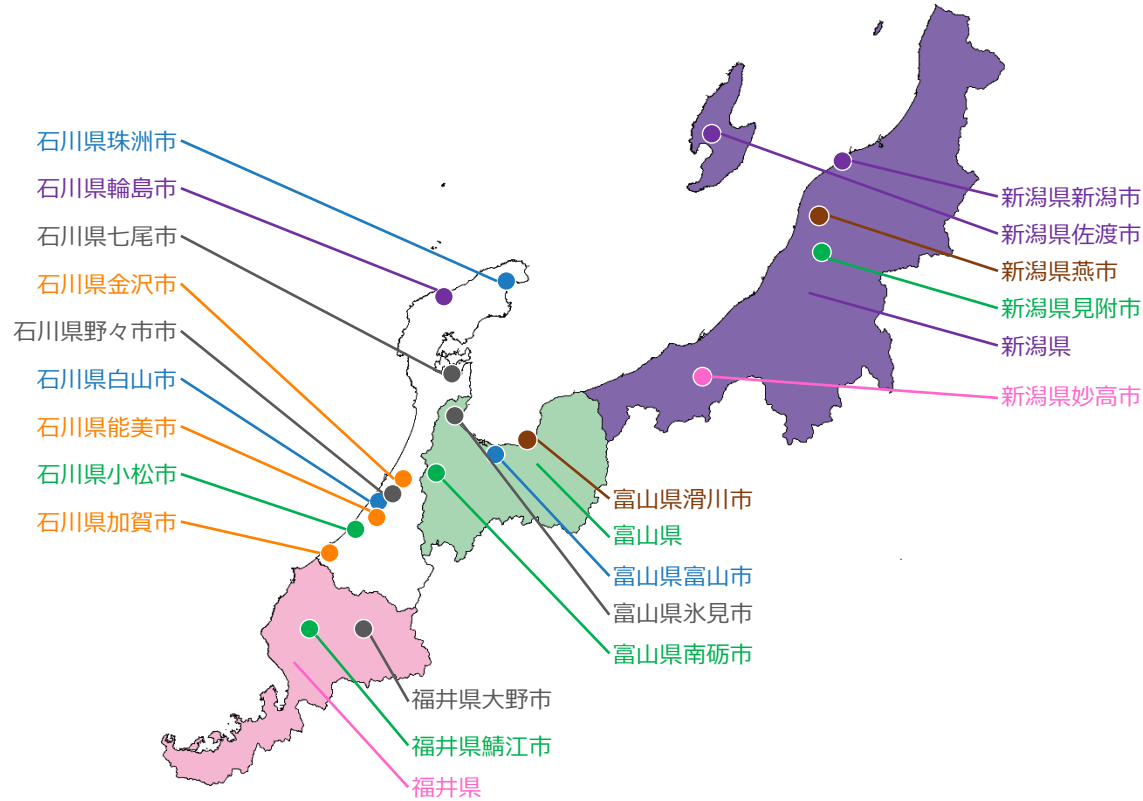 石川県珠洲市
石川県輪島市
石川県七尾市
石川県金沢市
石川県野々市市
石川県白山市
石川県能美市
石川県小松市
石川県加賀市
新潟県新潟市
新潟県佐渡市
新潟県燕市
新潟県見附市
新潟県
新潟県妙高市
富山県滑川市
富山県
富山県富山市
富山県氷見市
富山県南砺市
福井県大野市
福井県鯖江市
福井県